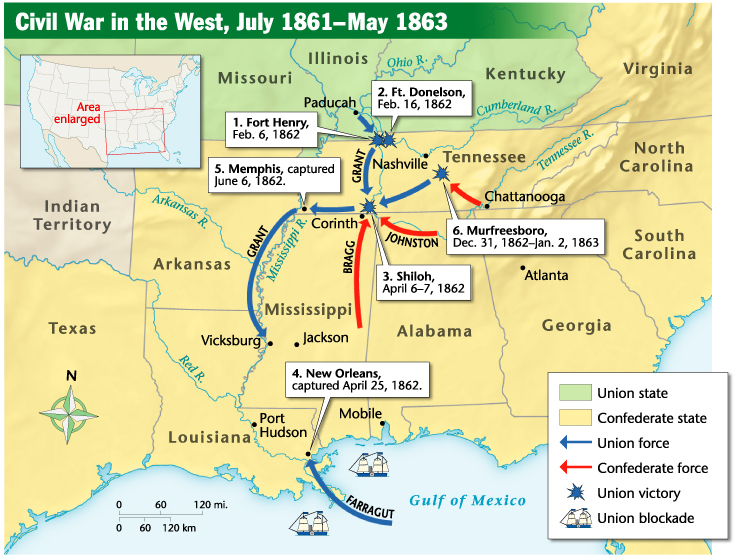 Civil War in the West, July 1861–May 1863
Area
enlarged
Illinois
Ohio R.
Missouri
Kentucky
Virginia
2. Ft. Donelson,
Feb. 16, 1862
Paducah
Cumberland R.
1. Fort Henry,
Feb. 6, 1862
Nashville
Tennessee
Tennessee R.
North
Carolina
GRANT
5. Memphis, captured
June 6, 1862.
Chattanooga
Indian
Territory
Arkansas R.
Corinth
JOHNSTON
6. Murfreesboro,
Dec. 31, 1862–Jan. 2, 1863
South
Carolina
GRANT
Mississippi R.
BRAGG
Arkansas
3. Shiloh,
April 6–7, 1862
Atlanta
Mississippi
Texas
Alabama
Georgia
Vicksburg
Jackson
Red R.
N
4. New Orleans,
captured April 25, 1862.
Port
Hudson
Mobile
Louisiana
Union state
Confederate state
Union force
Confederate force
Union victory
Union blockade
Gulf of Mexico
FARRAGUT
0 60 120 mi.
0 60 120 km